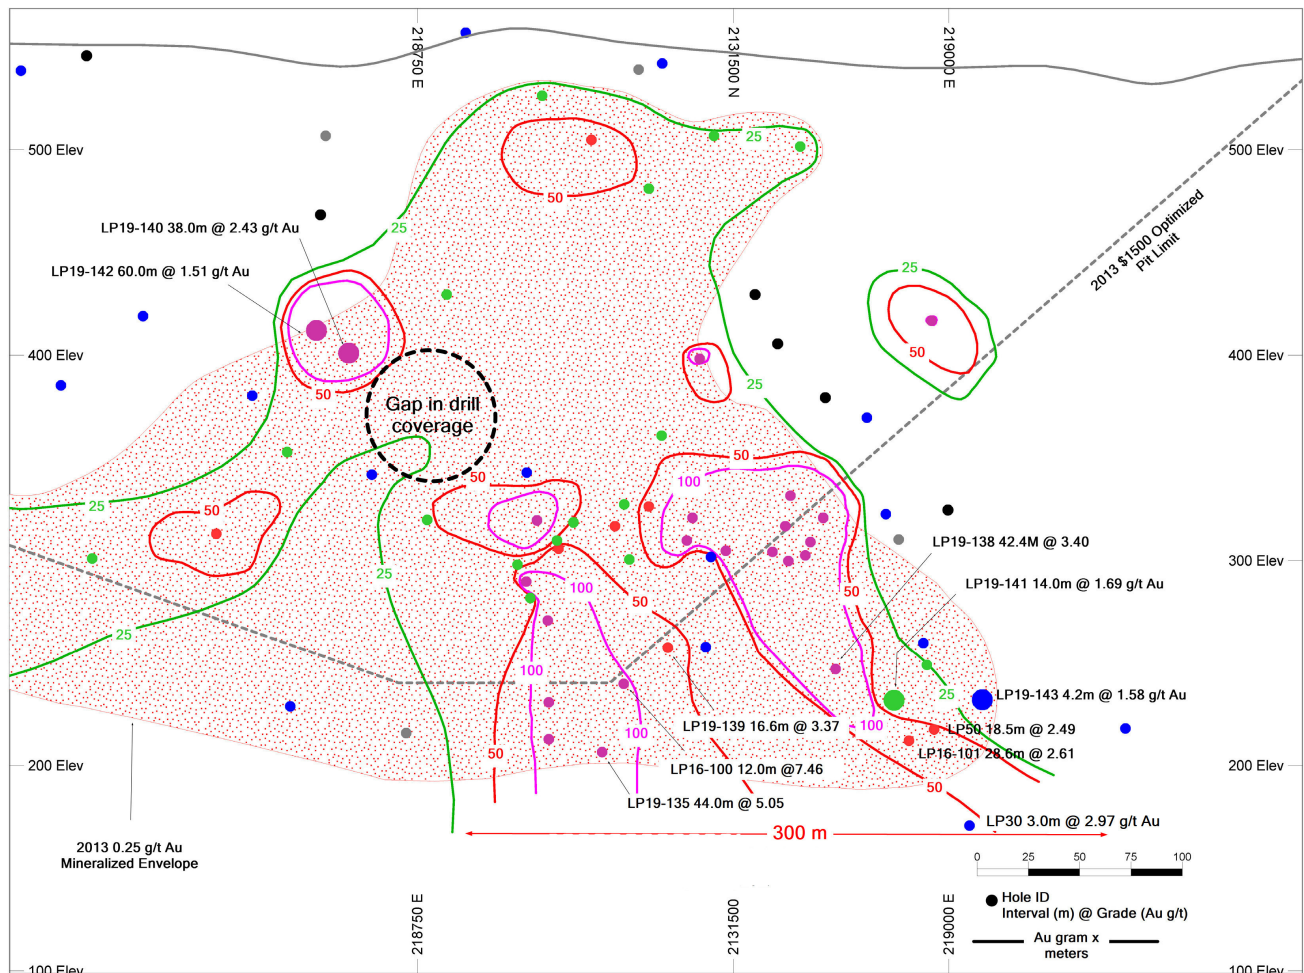 218750 E
2131500 N
219000 E
25
500 Elev
500 Elev
50
2013 $1500 Optimized
Pit Limit
25
LP19-140 38.0m @ 2.43 g/t Au
LP19-142 60.0m @ 1.51 g/t Au
25
400 Elev
50
400 Elev
25
50
Gap in drill
coverage
50
50
100
25
50
LP19-138 42.4M @ 3.40
300 Elev
300 Elev
25
100
50
50
LP19-141 14.0m @ 1.69 g/t Au
25
100
25
LP19-143 4.2m @ 1.58 g/t Au
LP19-139 16.6m @ 3.37
100
LP50 18.5m @ 2.49
100
50
LP16-101 28.6m @ 2.61
200 Elev
LP16-100 12.0m @7.46
200 Elev
50
LP19-135 44.0m @ 5.05
300 m
LP30 3.0m @ 2.97 g/t Au
2013 0.25 g/t Au
Mineralized Envelope
0 25 50 75 100
218750 E
2131500
219000 E
Hole ID
Interval (m) @ Grade (Au g/t)
Au gram x
meters
100 Elev
100 Elev